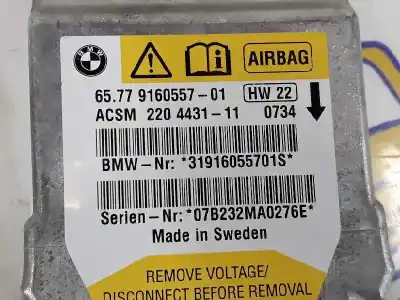 BMW
AIRBAG
65.77 9160557-01 HW 22
ACSM 220 4431-11 0734
BMW-Nr: *31916055701S*
Serien-Nr: *07B232MA0276E*
Made in Sweden
REMOVE VOLTAGE/
DISCONNECT BEFORE REMOVAL